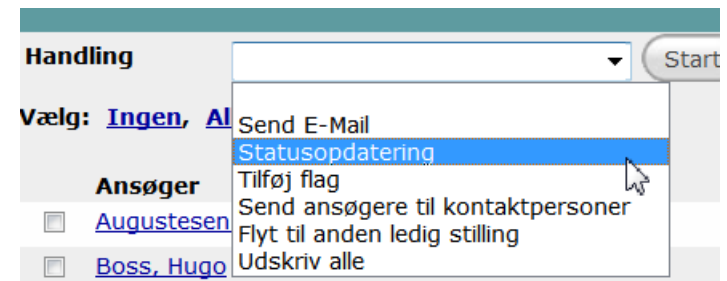 Handling
Start
Vælg: Ingen, Al
Send E-Mail
Statusopdatering
Tilføj flag
Send ansøgere til kontaktpersoner
Flyt til anden ledig stilling
Udskriv alle
Ansøger
Augustesen
Boss, Hugo